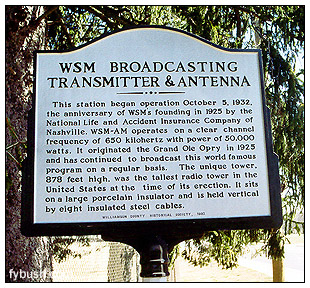 WSM BROADCASTING
TRANSMITTER & ANTENNA
This station began operation October 5, 1932,
the anniversary of WSM's founding in 1925 by the
National Life and Accident Insurance Company of
Nashville. WSM-AM operates on a clear channel
frequency of 650 kilohertz with power of 50,000
watts. It originated the Grand Ole Opry in 1925
and has continued to broadcast this world famous
program on a regular basis. The unique tower,
878 feet high, was the tallest radio tower in the
United States at the time of its erection. It sits
on a large porcelain insulator and is held vertical
by eight insulated steel cables.
WILLIAMSON COUNTY HISTORICAL SOCIETY,
fybush